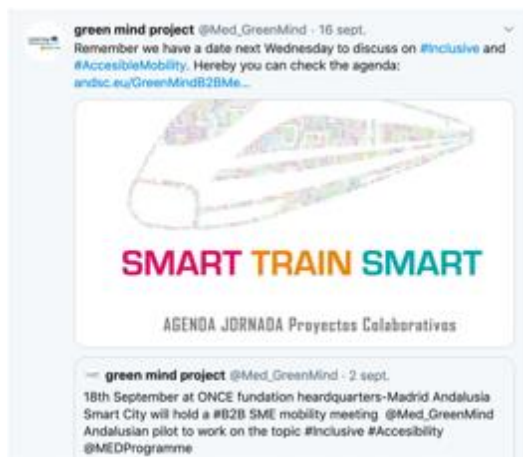 green mind project @Med_GreenMind · 16 sept.
Remember we have a date next Wednesday to discuss on #Inclusive and
#AccesibleMobility. Hereby you can check the agenda:
andsc.eu/GreenMindB2BMe...
SMART TRAIN SMART
AGENDA JORNADA Proyectos Colaborativos
green mind project @Med_GreenMind · 2 sept.
18th September at ONCE fundation heardquarters-Madrid Andalusia
Smart City will hold a #B2B SME mobility meeting @Med_GreenMind
Andalusian pilot to work on the topic #Inclusive #Accesibility
@MEDProgramme